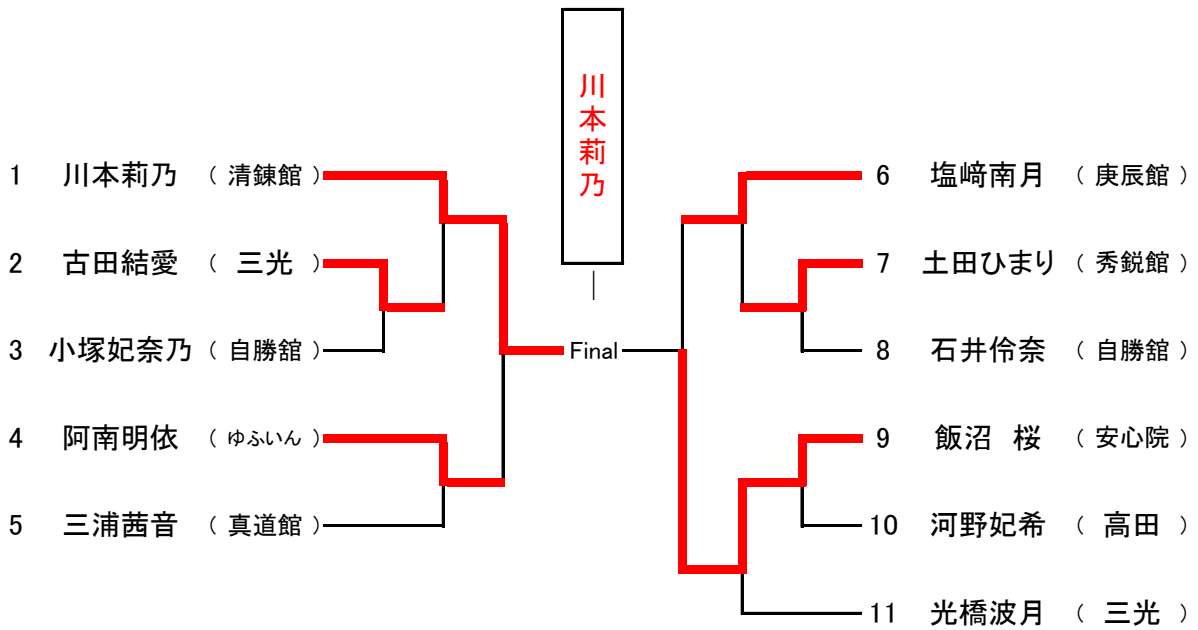 川本莉乃
1 川本莉乃 （ 清錬館 ）
2 古田結愛 （ 三光 ）
3 小塚妃奈乃 （ 自勝舘 ）
4 阿南明依 （ ゆふいん ）
5 三浦茜音 （ 真道館 ）
Final
6 塩﨑南月 （ 庚辰館 ）
7 土田ひまり （ 秀鋭館 ）
8 石井伶奈 （ 自勝舘 ）
9 飯沼　桜 （ 安心院 ）
10 河野妃希 （ 高田 ）
11 光橋波月 （ 三光 ）